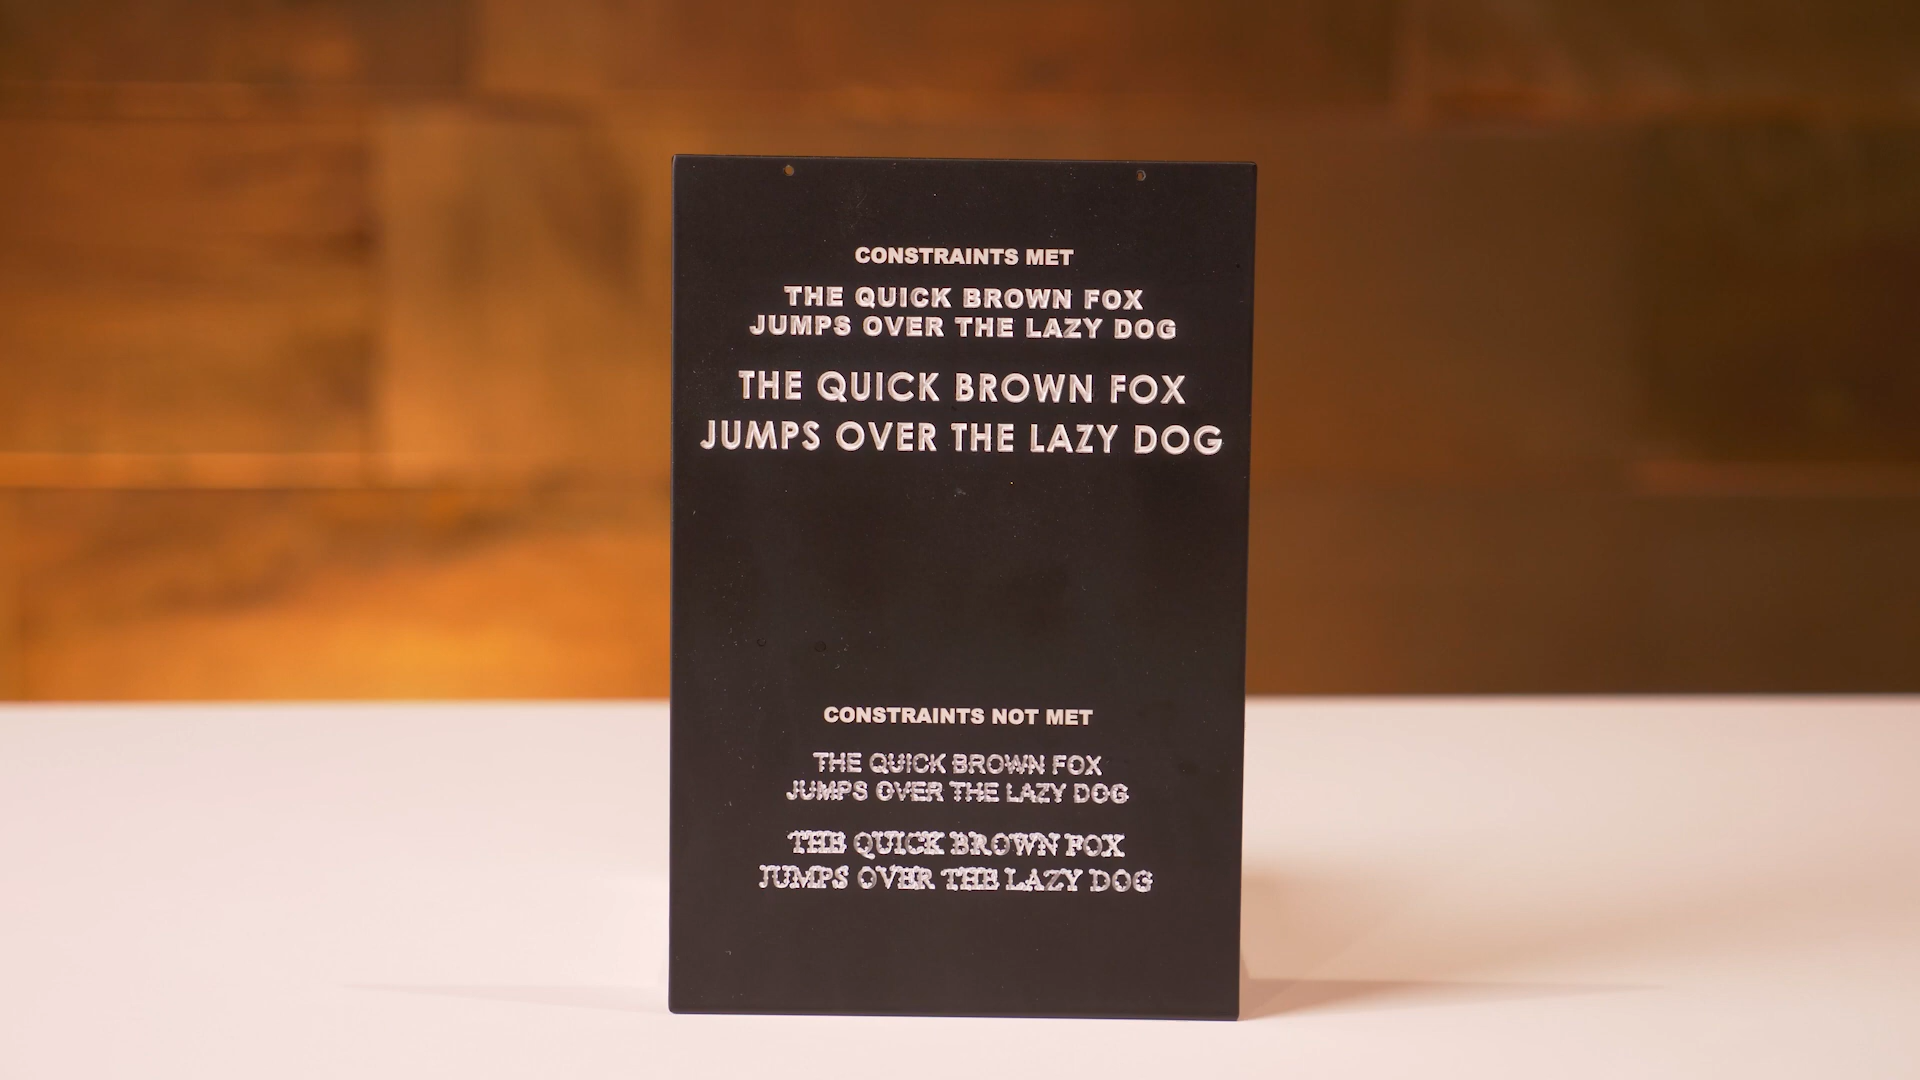 CONSTRAINTS MET
THE QUICK BROWN FOX
JUMPS OVER THE LAZY DOG
THE QUICK BROWN FOX
JUMPS OVER THE LAZY DOG
CONSTRAINTS NOT MET
THE QUICK BROWN FOX
JUMPS OVER THE LAZY DOG
THE QUICK BROWN FOX
JUMPS OVER THE LAZY DOG